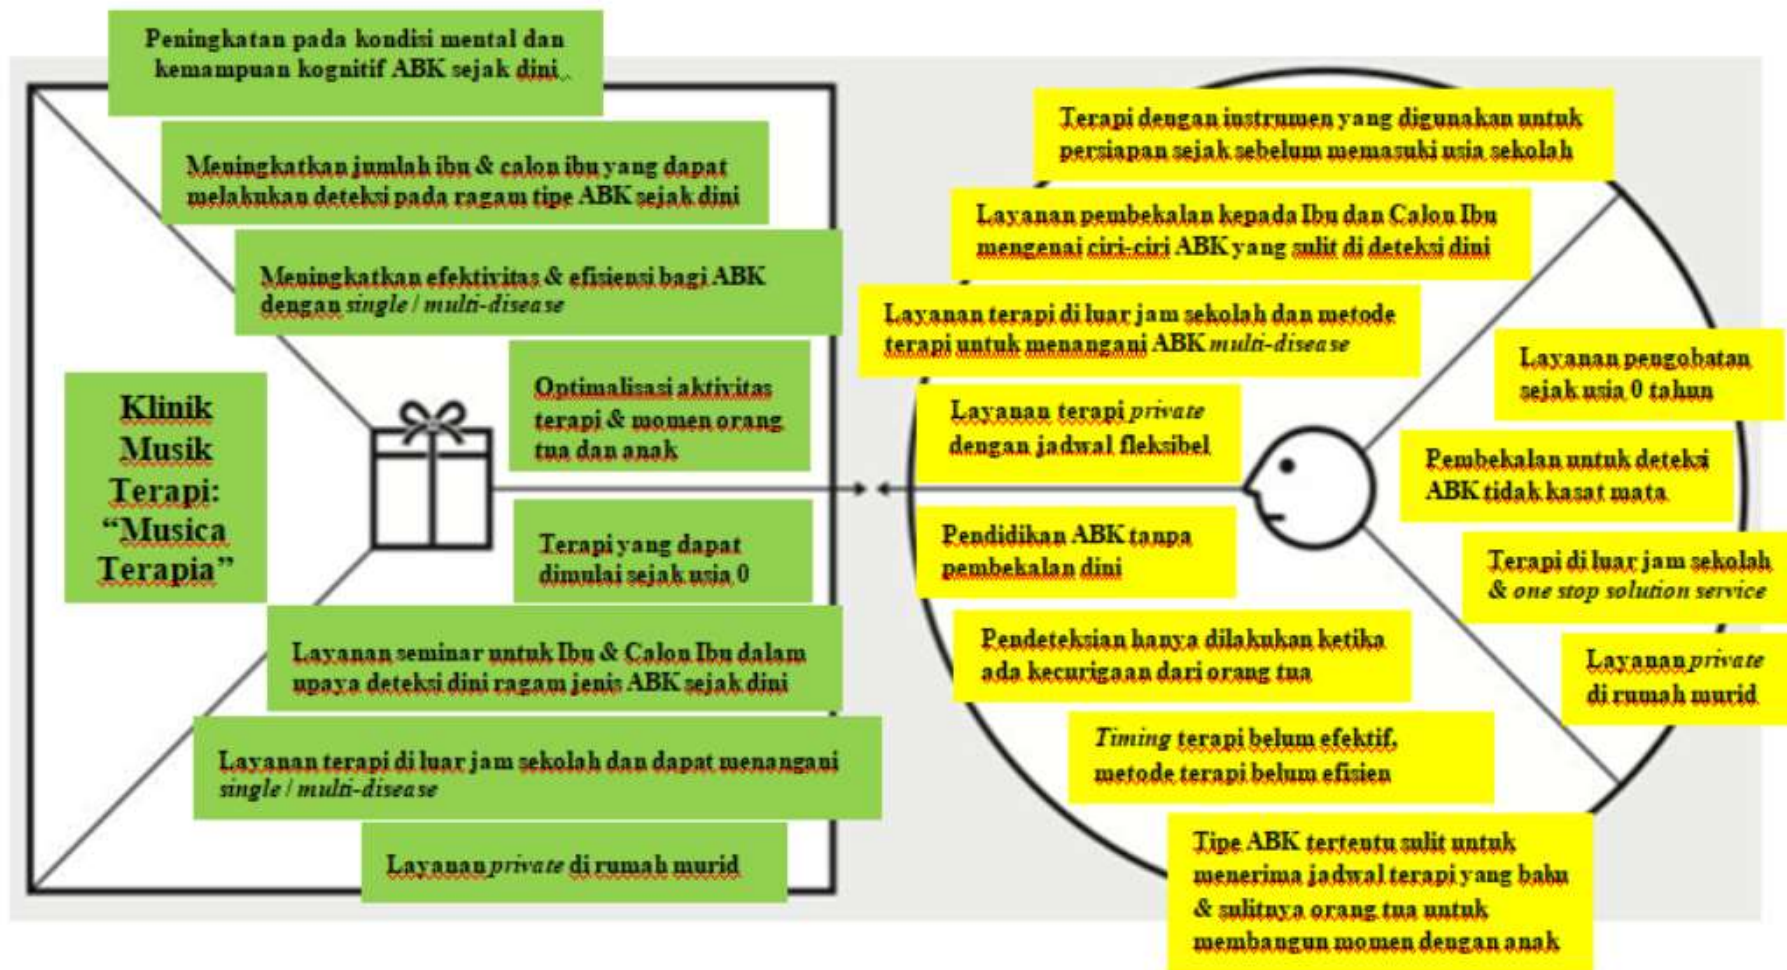 Peningkatan pada kondisi mental dan
kemampuan kognitif ABK sejak dini
Meningkatkan jumlah ibu & calon ibu yang dapat
melakukan deteksi pada ragam tipe ABK sejak dini
Meningkatkan efektivitas & efisiensi bagi ABK
dengan single / multi-disease
Optimalisasi aktivitas
terapi & momen orang
tua dan anak
Klinik
Musik
Terapi:
“Musica
Terapia”
Terapi yang dapat
dimulai sejak usia 0
Layanan seminar untuk Ibu & Calon Ibu dalam
upaya deteksi dini ragam jenis ABK sejak dini
Layanan terapi di luar jam sekolah dan dapat menangani
single / multi-disease
Layanan private di rumah murid
Terapi dengan instrumen yang digunakan untuk
persiapan sejak sebelum memasuki usia sekolah
Layanan pembekalan kepada Ibu dan Calon Ibu
mengenai ciri-ciri ABK yang sulit di deteksi dini
Layanan terapi di luar jam sekolah dan metode
terapi untuk menangani ABK multi-disease
Layanan terapi private
dengan jadwal fleksibel
Layanan pengobatan
sejak usia 0 tahun
Pembekalan untuk deteksi
ABK tidak kasat mata
Terapi di luar jam sekolah
& one stop solution service
Layanan private
di rumah murid
Pendidikan ABK tanpa
pembekalan dini
Pendeteksian hanya dilakukan ketika
ada kecurigaan dari orang tua
Timing terapi belum efektif,
metode terapi belum efisien
Tipe ABK tertentu sulit untuk
menerima jadwal terapi yang baku
& sulitnya orang tua untuk
membangun momen dengan anak